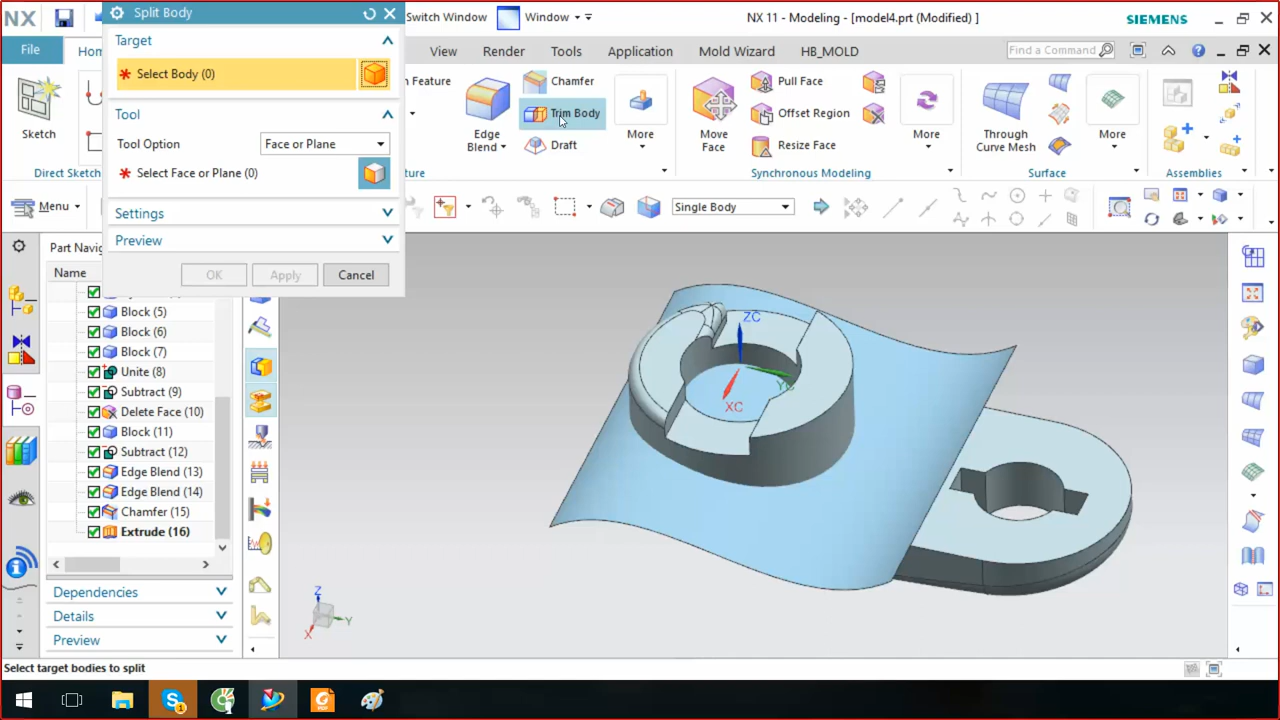 NX
Switch Window
Window
NX 11 - Modeling - [model4.prt (Modified) ]
SIEMENS
File
View
Render
Tools
Application
Mold Wizard
HB_MOLD
Find a Command
Split Body
Target
Select Body (0)
Tool
Tool Option
Face or Plane
Select Face or Plane (0)
Settings
Preview
OK
Apply
Cancel
Sketch
Direct Sketch
Edge
Blend
Chamfer
Trim Body
Draft
More
Move
Face
Pull Face
Offset Region
Resize Face
More
Synchronous Modeling
Through
Curve Mesh
More
Surface
Assemblies
Menu
Single Body
Name
Block (5)
Block (6)
Block (7)
Unite (8)
Subtract (9)
Delete Face (10)
Block (11)
Subtract (12)
Edge Blend (13)
Edge Blend (14)
Chamfer (15)
Extrude (16)
Dependencies
Details
Preview
ZC
XC
Z
Y
X
Select target bodies to split